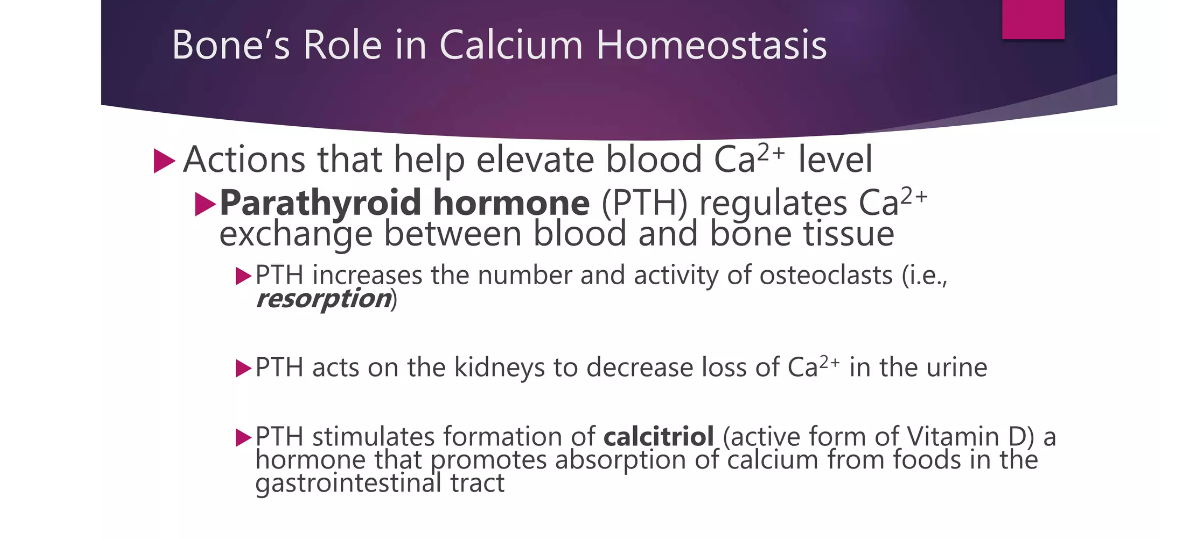 Bone’s Role in Calcium Homeostasis
Actions that help elevate blood Ca²⁺ level
Parathyroid hormone (PTH) regulates Ca²⁺
exchange between blood and bone tissue
PTH increases the number and activity of osteoclasts (i.e.,
resorption)
PTH acts on the kidneys to decrease loss of Ca²⁺ in the urine
PTH stimulates formation of calcitriol (active form of Vitamin D) a
hormone that promotes absorption of calcium from foods in the
gastrointestinal tract